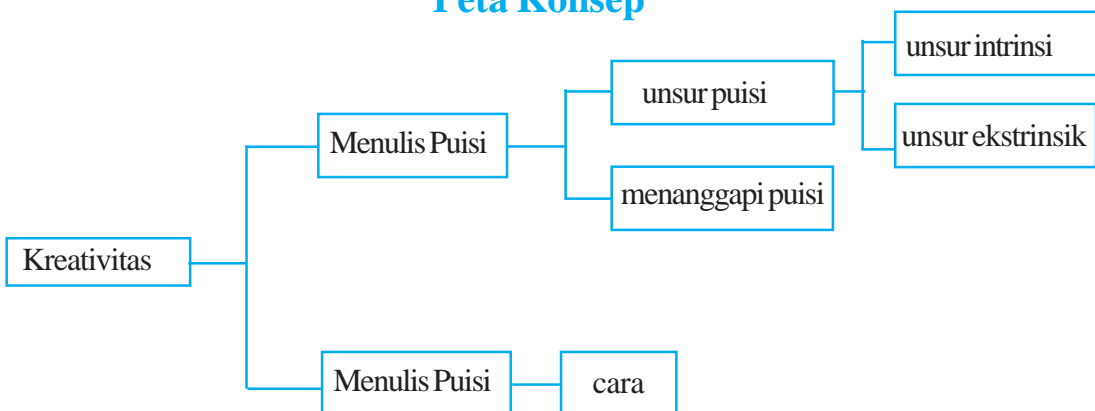 Peta Konsep
Kreativitas
Menulis Puisi
unsur puisi
unsur intrinsi
unsur ekstrinsik
menanggapi puisi
Menulis Puisi
cara